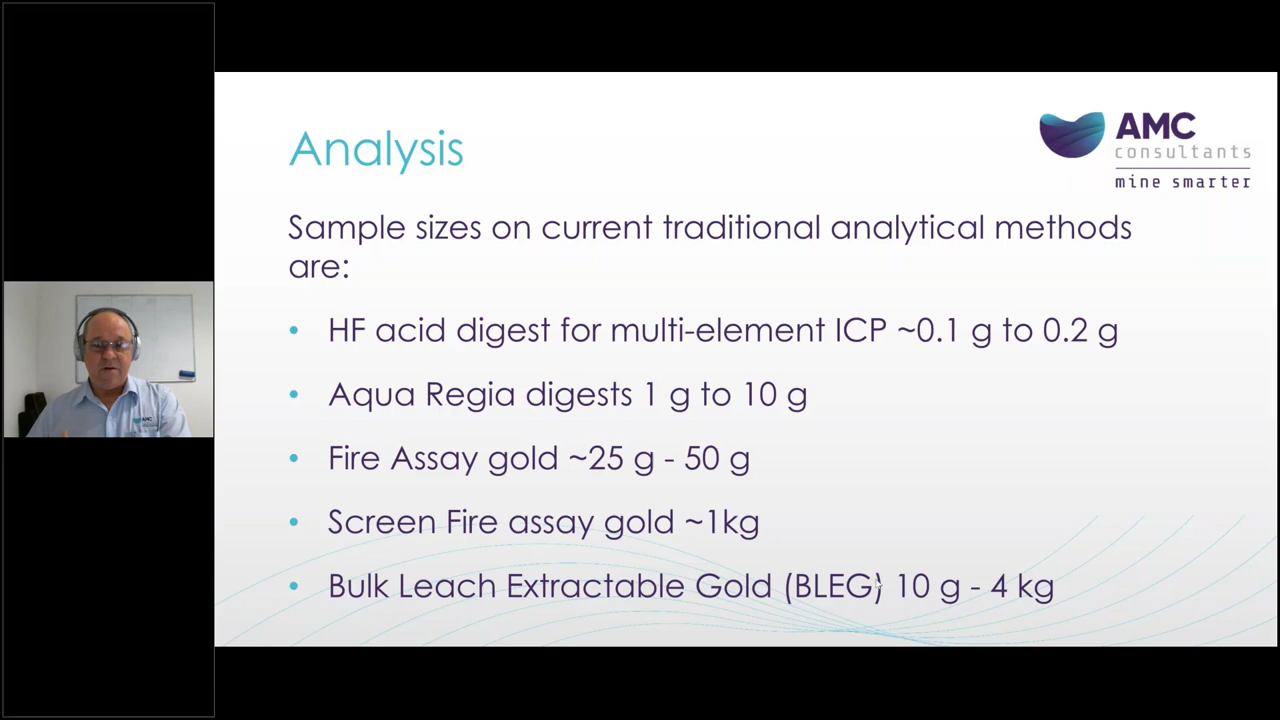 Analysis
AMC
consultants
mine smarter
Sample sizes on current traditional analytical methods
are:
• HF acid digest for multi-element ICP ~0.1 g to 0.2 g
• Aqua Regia digests 1 g to 10 g
• Fire Assay gold ~25 g - 50 g
• Screen Fire assay gold ~1kg
• Bulk Leach Extractable Gold (BLEG) 10 g - 4 kg
AMC